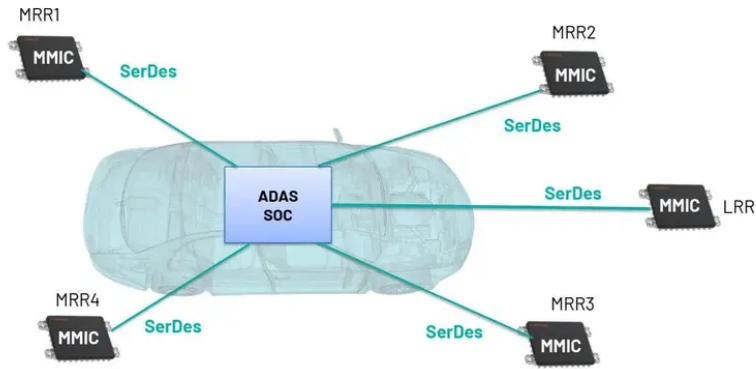 MRR1
MMIC
SerDes
MRR2
MMIC
SerDes
ADAS
SOC
SerDes
MMIC
LRR
MRR4
MMIC
SerDes
MRR3
MMIC
SerDes